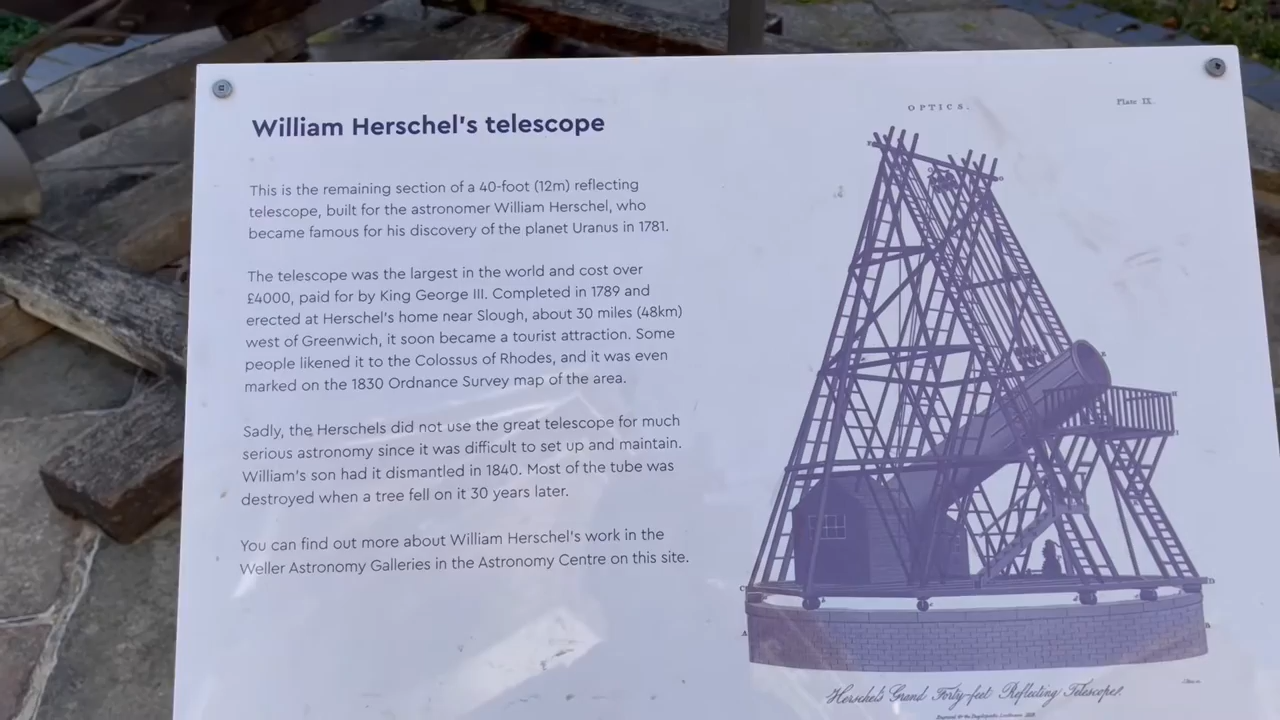 William Herschel's telescope
This is the remaining section of a 40-foot (12m) reflecting
telescope, built for the astronomer William Herschel, who
became famous for his discovery of the planet Uranus in 1781.
The telescope was the largest in the world and cost over
£4000, paid for by King George III. Completed in 1789 and
erected at Herschel's home near Slough, about 30 miles (48km)
west of Greenwich, it soon became a tourist attraction. Some
people likened it to the Colossus of Rhodes, and it was even
marked on the 1830 Ordnance Survey map of the area.
Sadly, the Herschels did not use the great telescope for much
serious astronomy since it was difficult to set up and maintain.
William's son had it dismantled in 1840. Most of the tube was
destroyed when a tree fell on it 30 years later.
You can find out more about William Herschel's work in the
Weller Astronomy Galleries in the Astronomy Centre on this site.
OPTICS.
Plate IX.
Herschel's Grand Forty-feet Reflecting Telescope.